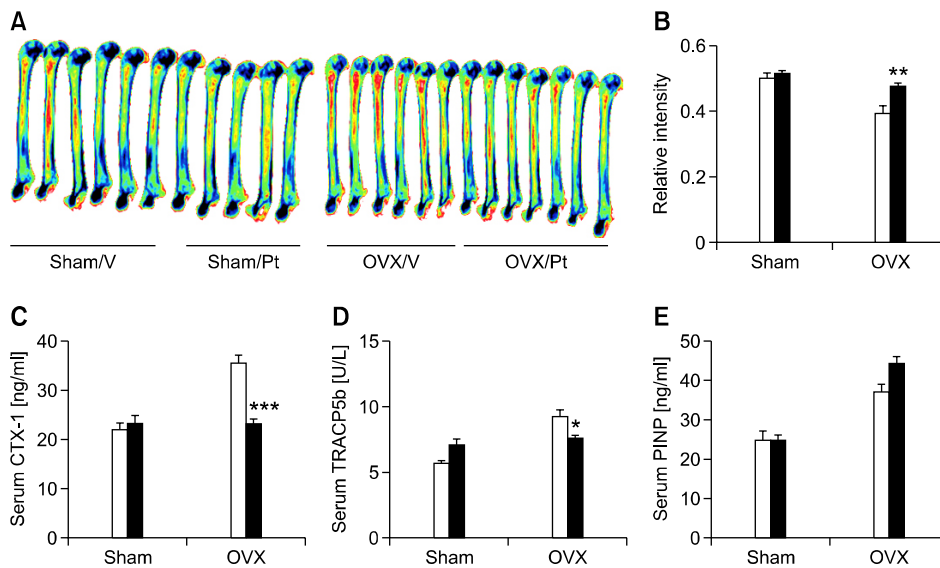 A
Sham/V
Sham/Pt
OVX/V
OVX/Pt
B
Relative intensity
0.6
0.4
0.2
0
**
Sham
OVX
C
Serum CTX-1 [ng/ml]
40
30
20
10
0
***
Sham
OVX
D
Serum TRACP5b [U/L]
15
10
5
0
*
Sham
OVX
E
Serum PINP [ng/ml]
50
40
30
20
10
0
Sham
OVX